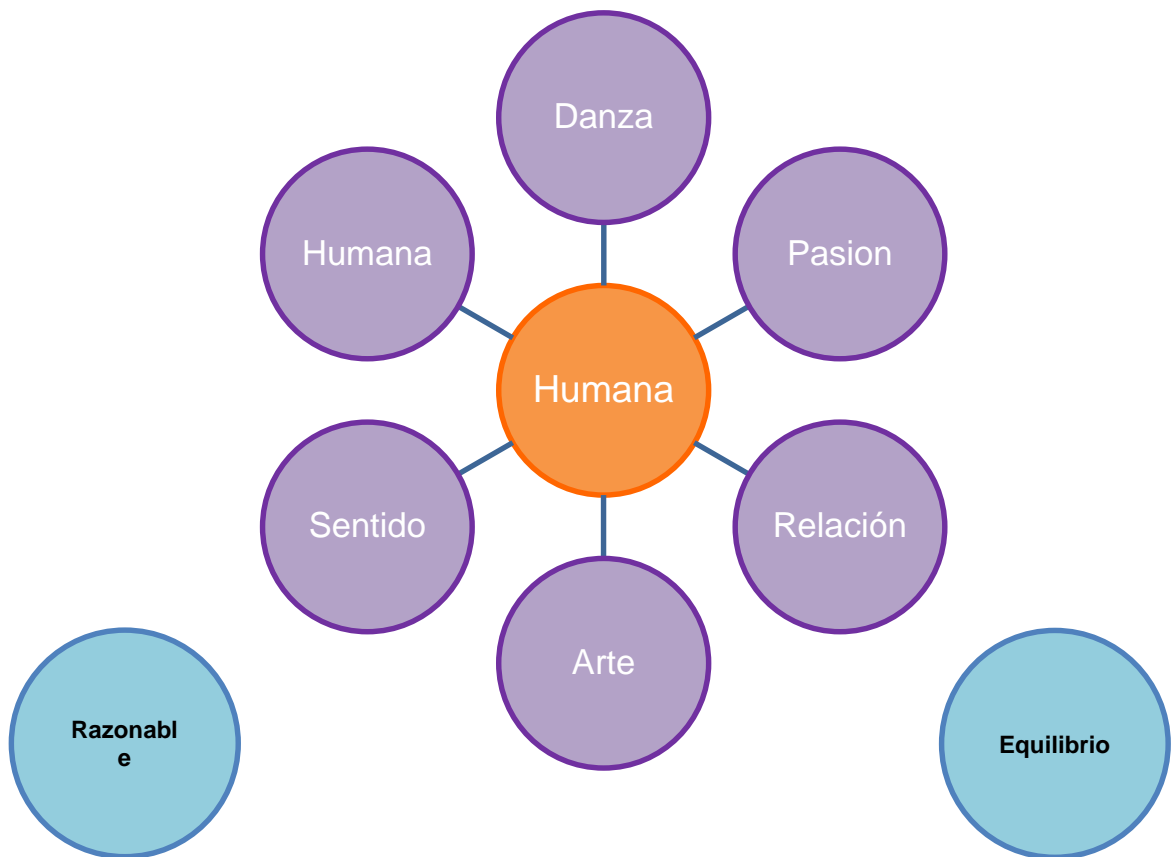 Danza
Humana
Pasion
Humana
Sentido
Relación
Arte
Razonabl
e
Equilibrio